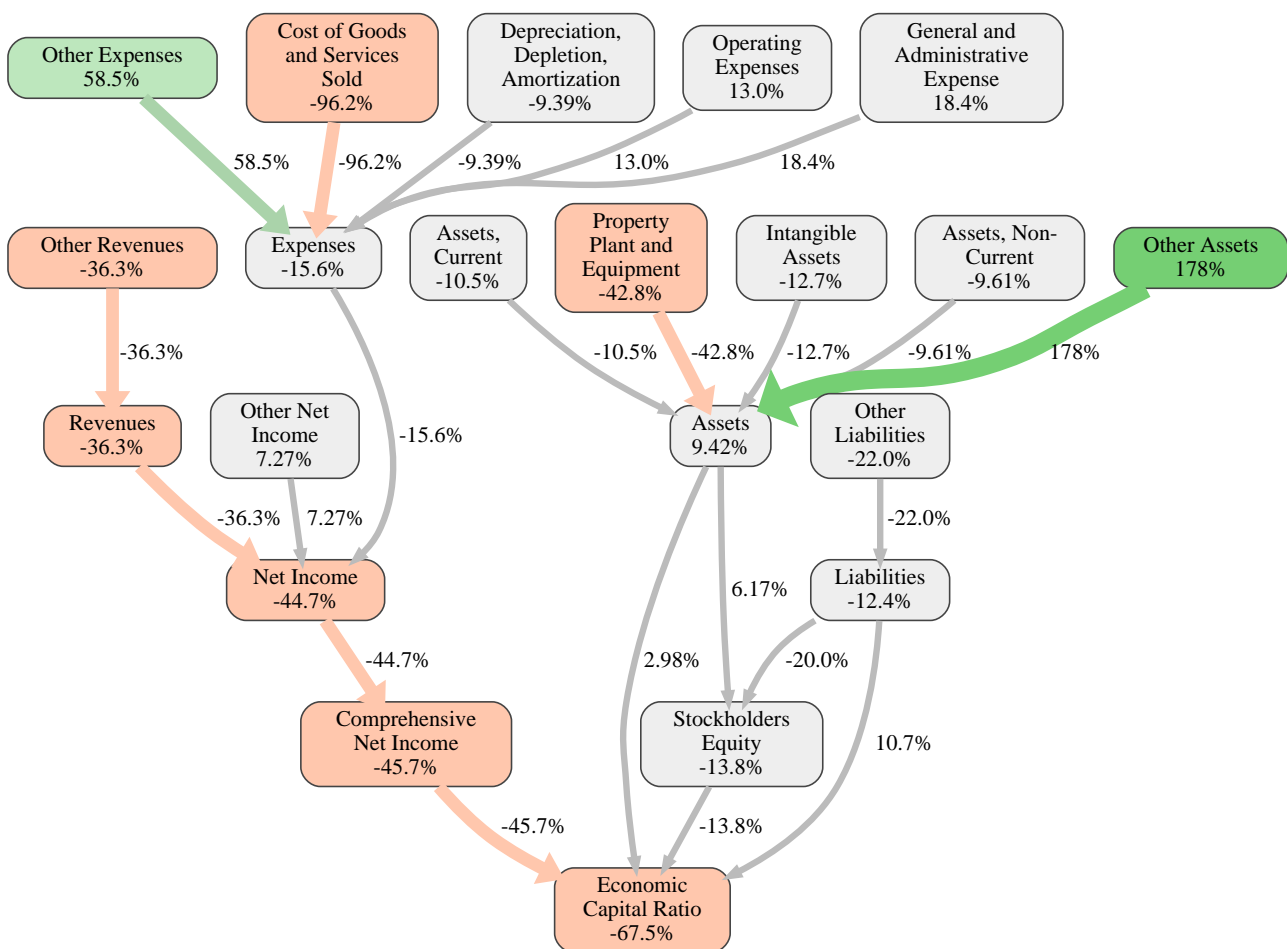 Other Expenses
58.5%
Cost of Goods
and Services
Sold
-96.2%
Depreciation,
Depletion,
Amortization
-9.39%
Operating
Expenses
13.0%
General and
Administrative
Expense
18.4%
58.5%
-96.2%
-9.39%
13.0%
18.4%
Other Revenues
-36.3%
Expenses
-15.6%
Assets,
Current
-10.5%
Property
Plant and
Equipment
-42.8%
Intangible
Assets
-12.7%
Assets, Non-
Current
-9.61%
Other Assets
178%
-36.3%
-10.5%
-42.8%
-12.7%
-9.61%
178%
Revenues
-36.3%
Other Net
Income
7.27%
-15.6%
Assets
9.42%
Other
Liabilities
-22.0%
-36.3%
7.27%
-22.0%
Net Income
-44.7%
6.17%
Liabilities
-12.4%
-44.7%
2.98%
-20.0%
Comprehensive
Net Income
-45.7%
Stockholders
Equity
-13.8%
10.7%
-45.7%
-13.8%
Economic
Capital Ratio
-67.5%